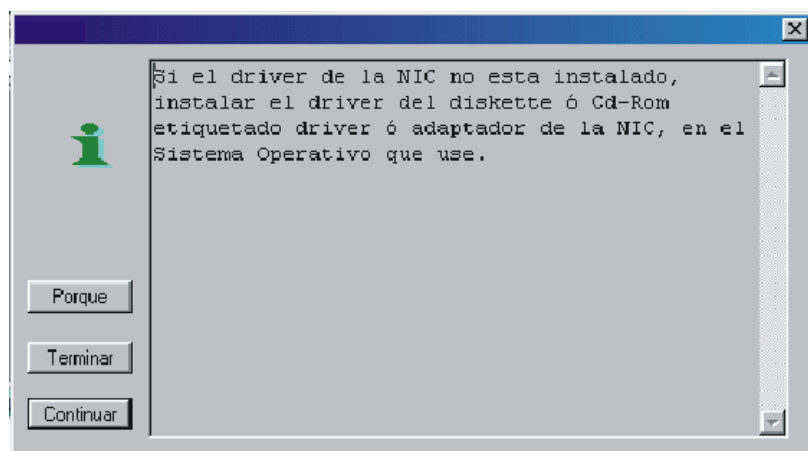 Si el driver de la NIC no esta instalado,
instalar el driver del diskette ó Cd-Rom
etiquetado driver ó adaptador de la NIC, en el
Sistema Operativo que use.
Porque
Terminar
Continuar